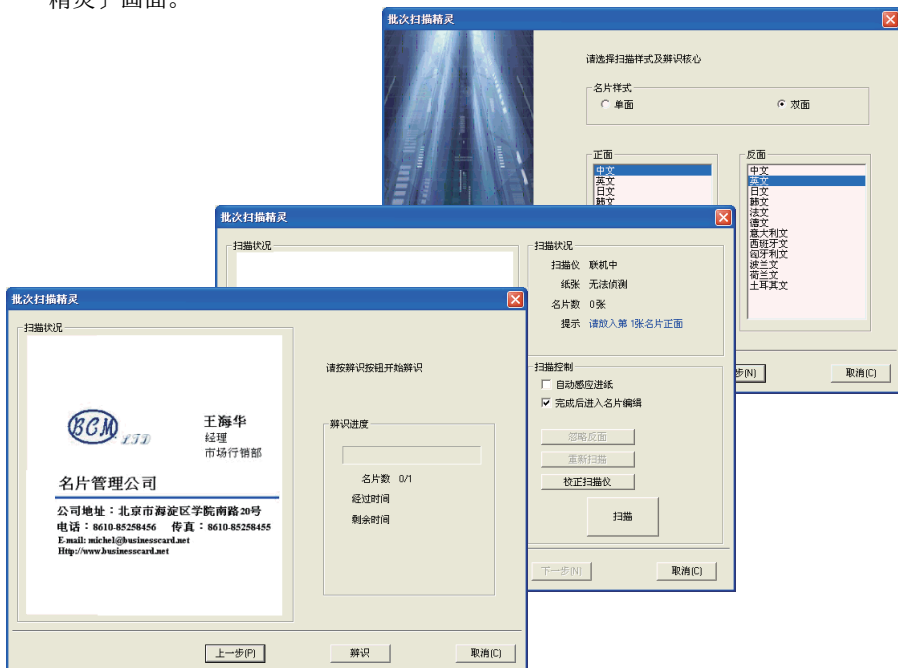 精灵」画面。
批次扫描精灵
请选择扫描样式及辨识核心
名片样式
单面
双面
正面
中文
英文
日文
韩文
反面
中文
英文
日文
韩文
法文
德文
意大利文
西班牙文
匈牙利文
波兰文
荷兰文
土耳其文
步(N)
取消(C)
批次扫描精灵
扫描状况
扫描状况
扫描仪 联机中
纸张 无法侦测
名片数 0张
提示 请放入第 1张名片正面
扫描控制
自动感应进纸
完成后进入名片编辑
忽略反面
重新扫描
校正扫描仪
扫描
下一步(N)
取消(C)
批次扫描精灵
扫描状况
BCM LTD
王海华
经理
市场行销部
名片管理公司
公司地址：北京市海淀区学院南路20号
电话：8610-85258456 传真：8610-85258455
E-mail: michel@businesscard.net
Http://www.businesscard.net
请按辨识按钮开始辨识
辨识进度
名片数 0/1
经过时间
剩余时间
上一步(P)
辨识
取消(C)